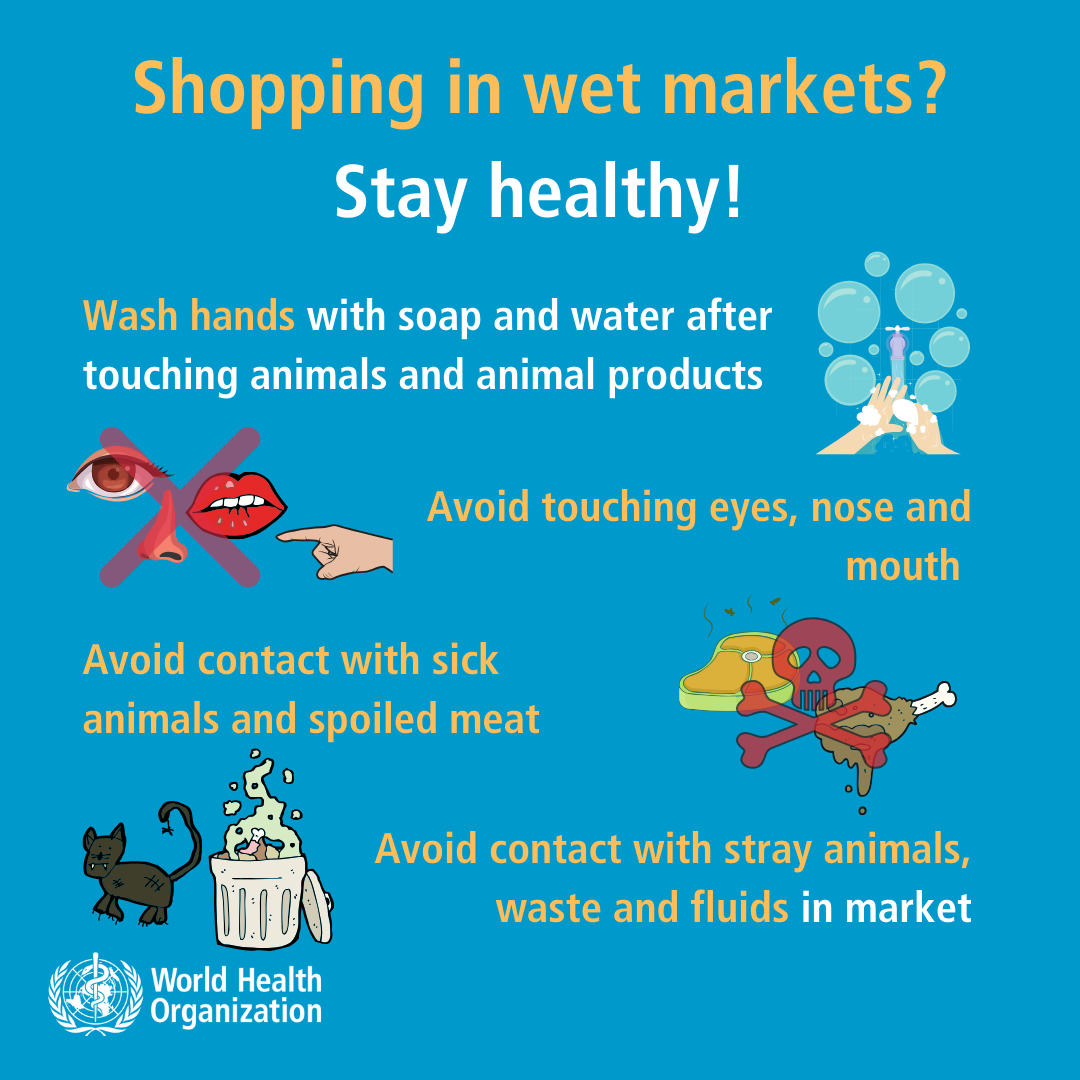 Shopping in wet markets?
Stay healthy!
Wash hands with soap and water after
touching animals and animal products
Avoid touching eyes, nose and
mouth
Avoid contact with sick
animals and spoiled meat
Avoid contact with stray animals,
waste and fluids in market
World Health
Organization